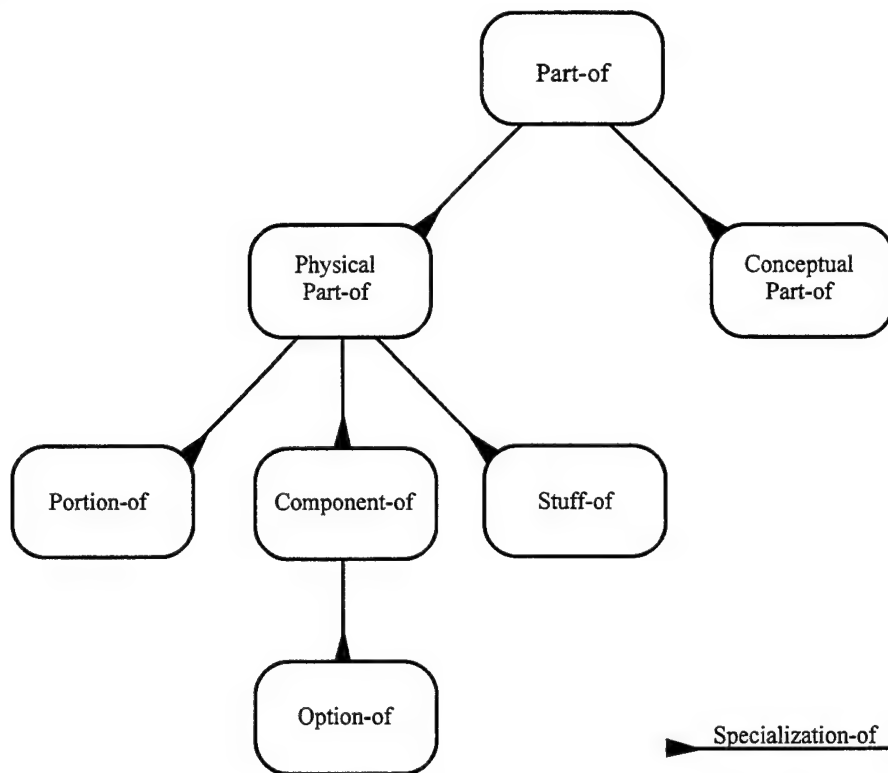 Part-of
Physical
Part-of
Conceptual
Part-of
Portion-of
Component-of
Stuff-of
Option-of
Specialization-of